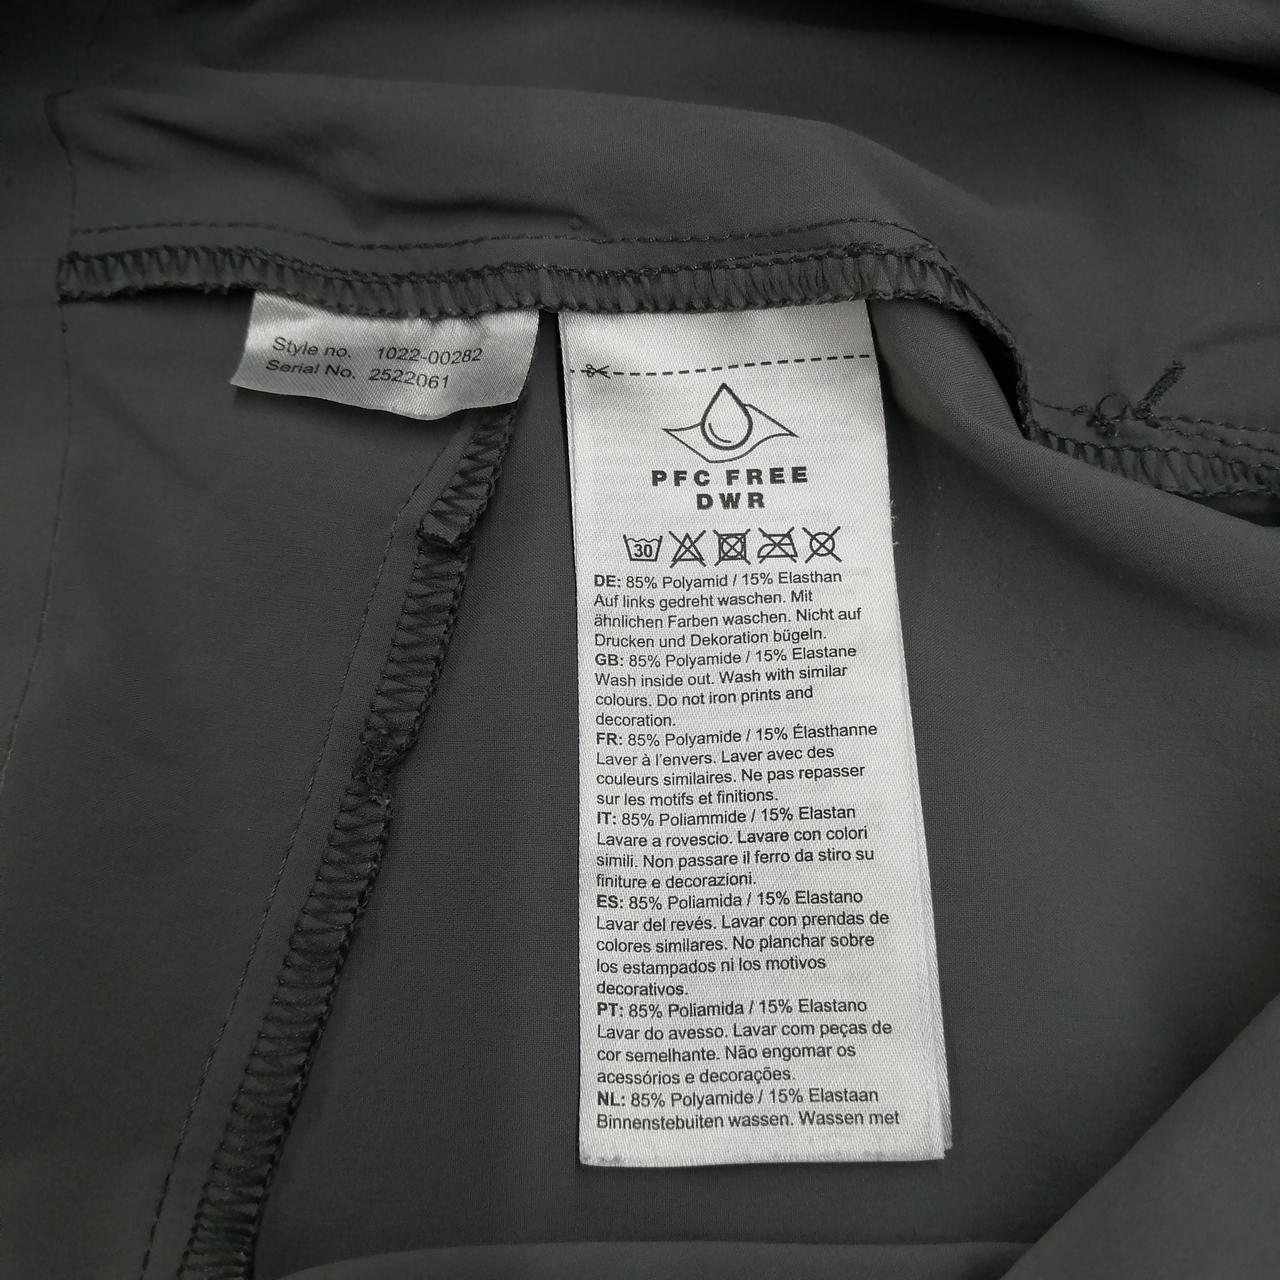 Style no. 1022-00282
Serial No. 2522061
PFC FREE
DWR
30
DE: 85% Polyamid / 15% Elasthan
Auf links gedreht waschen. Mit
ähnlichen Farben waschen. Nicht auf
Drucken und Dekoration bügeln.
GB: 85% Polyamide / 15% Elastane
Wash inside out. Wash with similar
colours. Do not iron prints and
decoration.
FR: 85% Polyamide / 15% Élasthanne
Laver à l'envers. Laver avec des
couleurs similaires. Ne pas repasser
sur les motifs et finitions.
IT: 85% Poliammide / 15% Elastan
Lavare a rovescio. Lavare con colori
simili. Non passare il ferro da stiro su
finiture e decorazioni.
ES: 85% Poliamida / 15% Elastano
Lavar del revés. Lavar con prendas de
colores similares. No planchar sobre
los estampados ni los motivos
decorativos.
PT: 85% Poliamida / 15% Elastano
Lavar do avesso. Lavar com peças de
cor semelhante. Não engomar os
acessórios e decorações.
NL: 85% Polyamide / 15% Elastaan
Binnenstebuiten wassen. Wassen met